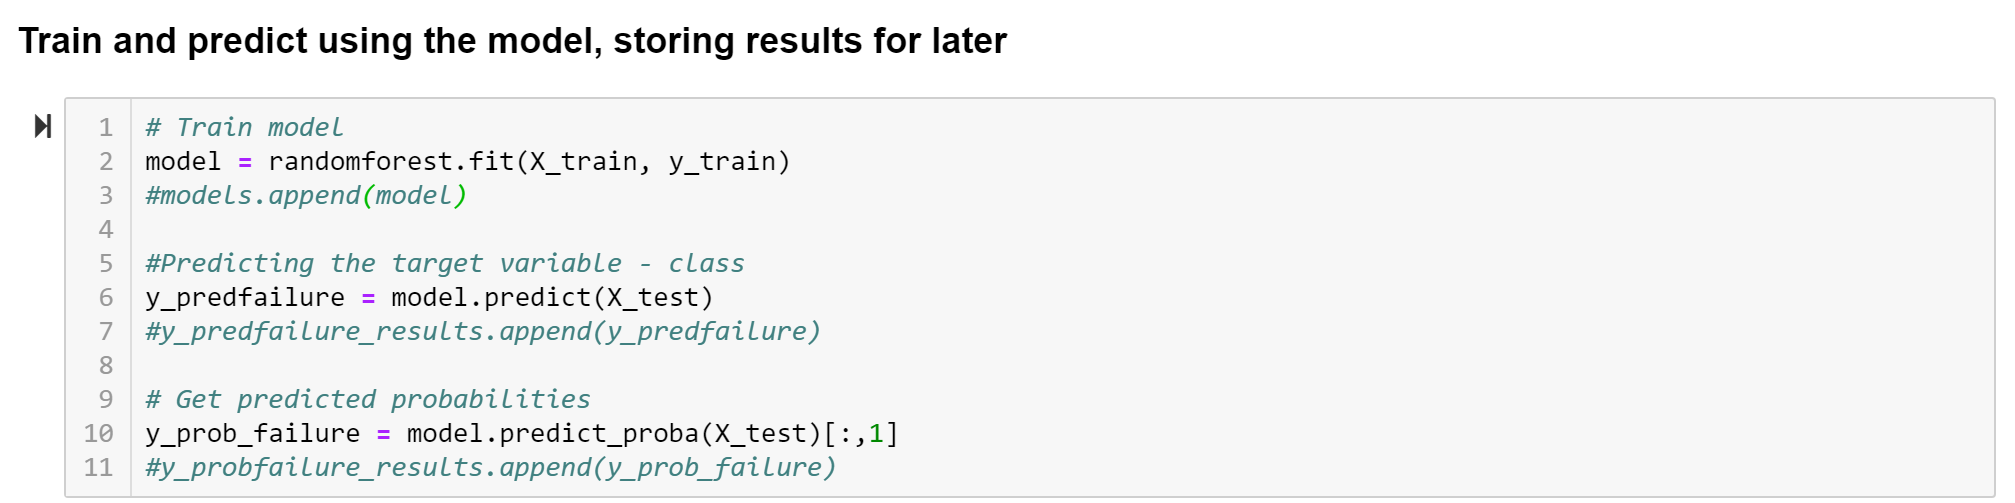 Train and predict using the model, storing results for later
1 # Train model
2 model = randomforest.fit(X_train, y_train)
3 #models.append(model)
4
5 #Predicting the target variable - class
6 y_predfailure = model.predict(X_test)
7 #y_predfailure_results.append(y_predfailure)
8
9 # Get predicted probabilities
10 y_prob_failure = model.predict_proba(X_test)[:,1]
11 #y_probfailure_results.append(y_prob_failure)